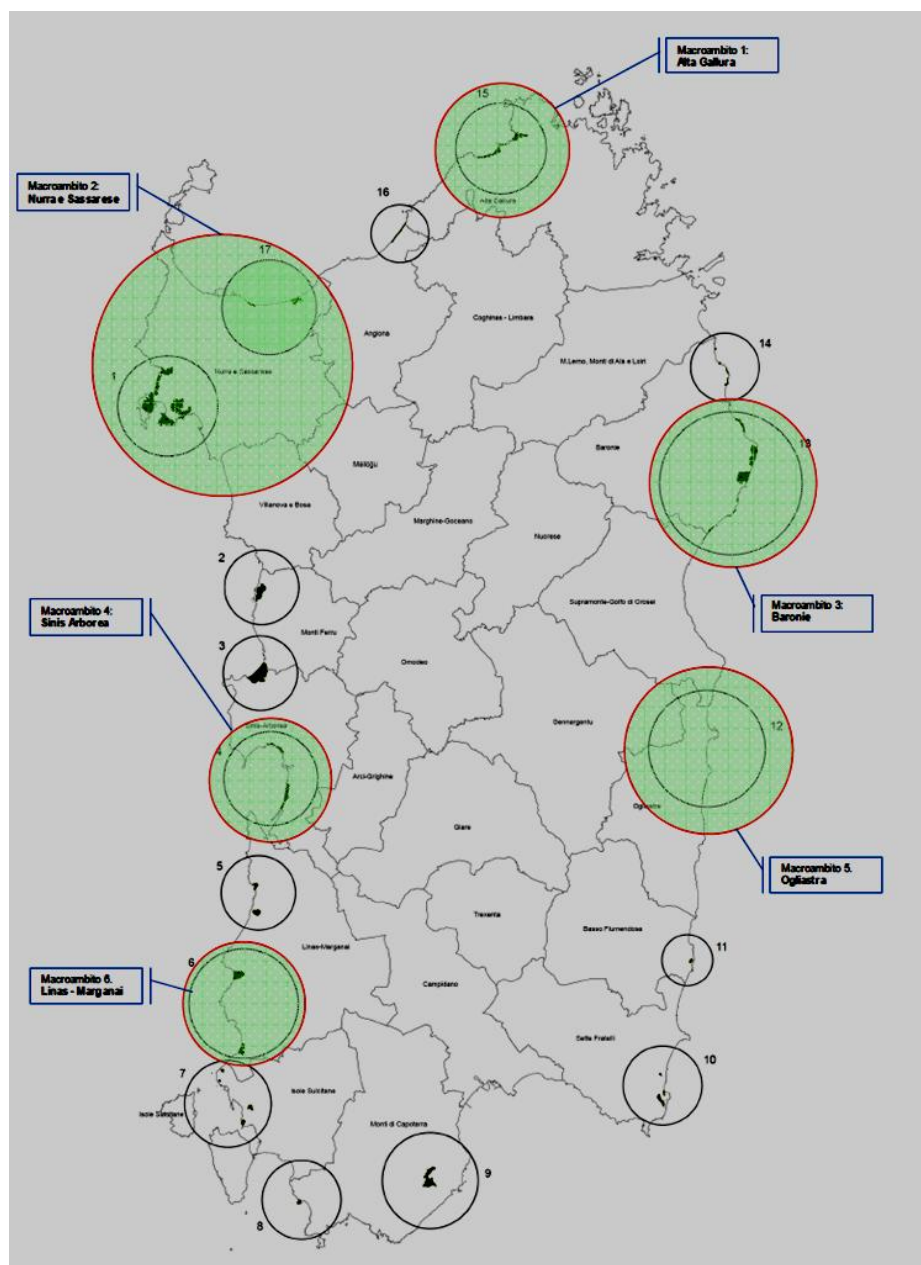 Macroambito 1:
Alta Gallura
15
Alta Gallura
Macroambito 2:
Nurra e Sassarese
16
17
Coghinas - Limbara
Anglona
M.Lerno, Monti di Ala e Loiri
14
Nurra e Sassarese
1
13
Baronie
Meilogu
Villanova e Bosa
Marghine-Goceano
Nuorese
2
Supramonte-Golfo di Orosei
Macroambito 3:
Baronie
Macroambito 4:
Sinis Arborea
Monti Ferru
3
Omodeo
Gennargentu
12
Sinis-Arborea
4
Arci-Grighine
Ogliastra
Giare
Macroambito 5.
Ogliastra
5
Trexenta
Basso Flumendosa
Linas-Marganai
11
6
Macroambito 6.
Linas - Marganai
Campidano
Sette Fratelli
10
7
Isole Sulcitane
Isole Sulcitane
Monti di Capoterra
9
8